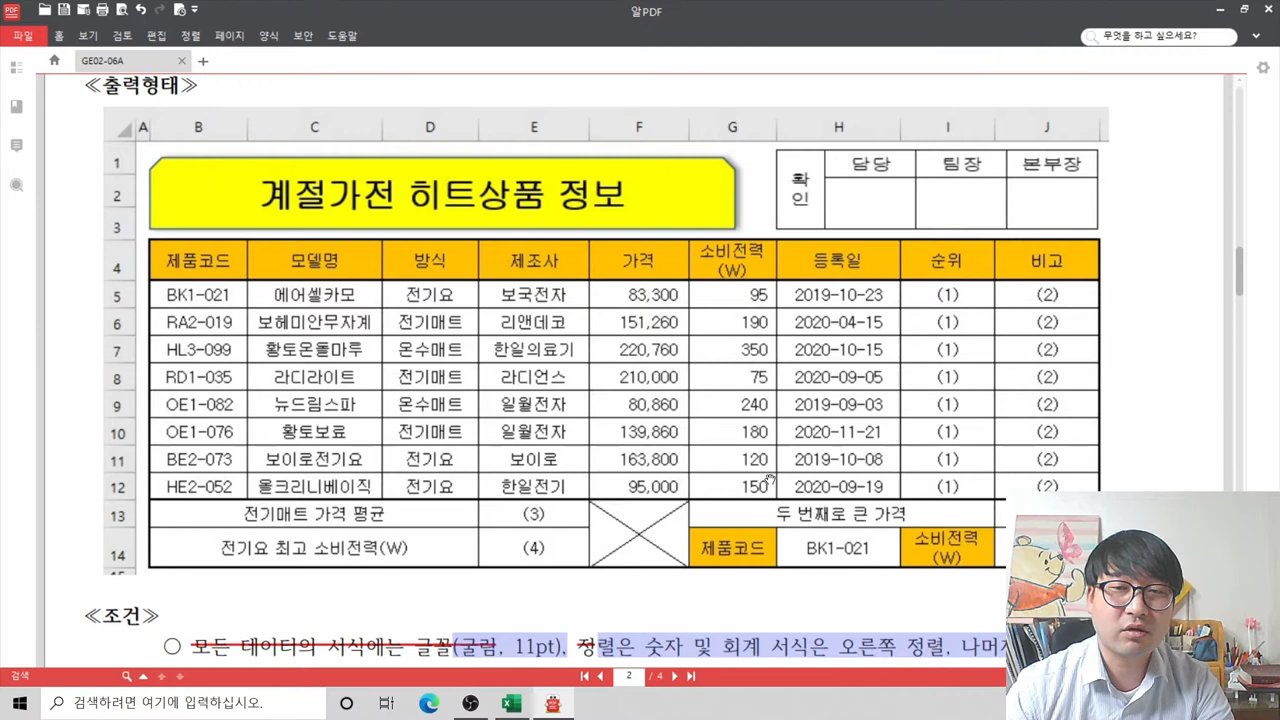 알PDF
파일 홈 보기 검토 편집 정렬 페이지 양식 보안 도움말
무엇을 하고 싶으세요?
GE02-06A
≪출력형태≫
A B C D E F G H I J
1 확인 담당 팀장 본부장
2 계절가전 히트상품 정보
3
4 제품코드 모델명 방식 제조사 가격 소비전력(W) 등록일 순위 비고
5 BK1-021 에어셀카모 전기요 보국전자 83,300 95 2019-10-23 (1) (2)
6 RA2-019 보헤미안무자계 전기매트 리앤데코 151,260 190 2020-04-15 (1) (2)
7 HL3-099 황토온돌마루 온수매트 한일의료기 220,760 350 2020-10-15 (1) (2)
8 RD1-035 라디라이트 전기매트 라디언스 210,000 75 2020-09-05 (1) (2)
9 OE1-082 뉴드림스파 온수매트 일월전자 80,860 240 2019-09-03 (1) (2)
10 OE1-076 황토보료 전기매트 일월전자 139,860 180 2020-11-21 (1) (2)
11 BE2-073 보이로전기요 전기요 보이로 163,800 120 2019-10-08 (1) (2)
12 HE2-052 올크리니베이직 전기요 한일전기 95,000 150 2020-09-19 (1) (2)
13 전기매트 가격 평균 (3) 두 번째로 큰 가격
14 전기요 최고 소비전력(W) (4) 제품코드 BK1-021 소비전력(W)
≪조건≫
○ 모든 데이터의 서식에는 글꼴(굴림, 11pt), 정렬은 숫자 및 회계 서식은 오른쪽 정렬, 나머
검색 2 / 4
검색하려면 여기에 입력하십시오.